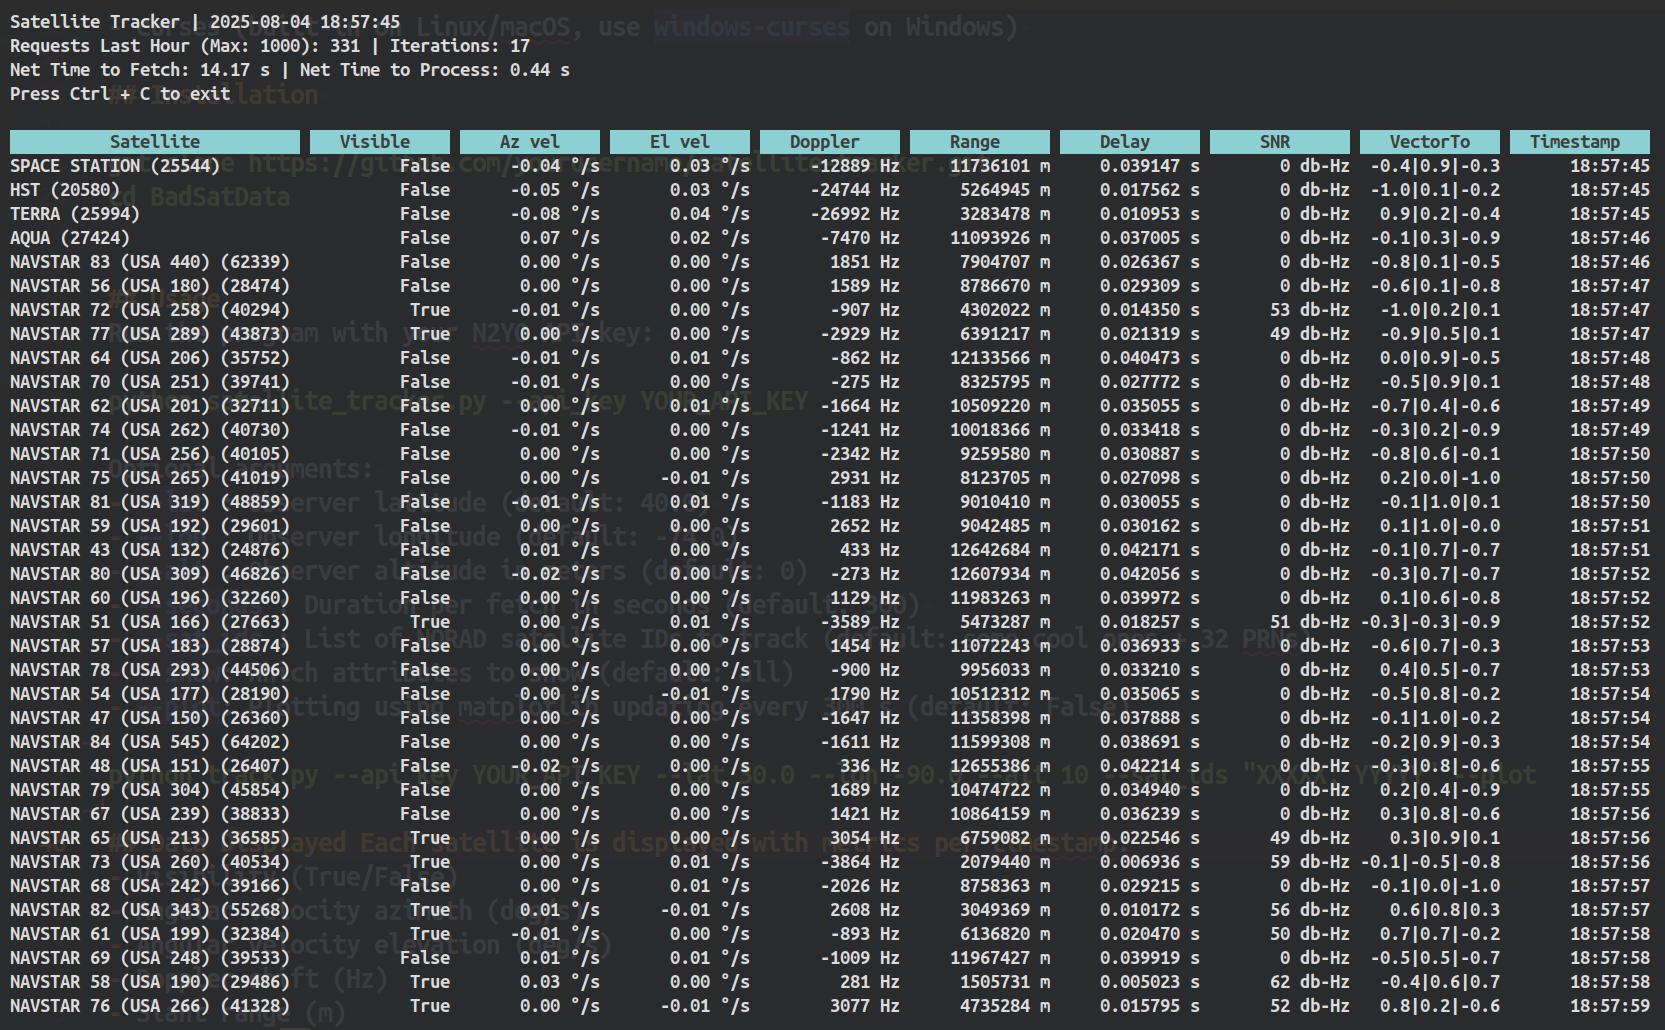 Satellite Tracker | 2025-08-04 18:57:45
Requests Last Hour (Max: 1000): 331 | Iterations: 17
Net Time to Fetch: 14.17 s | Net Time to Process: 0.44 s
Press Ctrl + C to exit
Satellite Visible Az vel El vel Doppler Range Delay SNR VectorTo Timestamp
SPACE STATION (25544) False -0.04 °/s 0.03 °/s -12889 Hz 11736101 m 0.039147 s 0 db-Hz -0.4|0.9|-0.3 18:57:45
HST (20580) False -0.05 °/s 0.03 °/s -24744 Hz 5264945 m 0.017562 s 0 db-Hz -1.0|0.1|-0.2 18:57:45
TERRA (25994) False -0.08 °/s 0.04 °/s -26992 Hz 3283478 m 0.010953 s 0 db-Hz 0.9|0.2|-0.4 18:57:45
AQUA (27424) False 0.07 °/s 0.02 °/s -7470 Hz 11093926 m 0.037005 s 0 db-Hz -0.1|0.3|-0.9 18:57:46
NAVSTAR 83 (USA 440) (62339) False 0.00 °/s 0.00 °/s 1851 Hz 7904707 m 0.026367 s 0 db-Hz -0.8|0.1|-0.5 18:57:46
NAVSTAR 56 (USA 180) (28474) False 0.00 °/s 0.00 °/s 1589 Hz 8786670 m 0.029309 s 0 db-Hz -0.6|0.1|-0.8 18:57:47
NAVSTAR 72 (USA 258) (40294) True -0.01 °/s 0.00 °/s -907 Hz 4302022 m 0.014350 s 53 db-Hz -1.0|0.2|0.1 18:57:47
NAVSTAR 77 (USA 289) (43873) True 0.00 °/s 0.00 °/s -2929 Hz 6391217 m 0.021319 s 49 db-Hz -0.9|0.5|0.1 18:57:47
NAVSTAR 64 (USA 206) (35752) False -0.01 °/s 0.01 °/s -862 Hz 12133566 m 0.040473 s 0 db-Hz 0.0|0.9|-0.5 18:57:48
NAVSTAR 70 (USA 251) (39741) False -0.01 °/s 0.00 °/s -275 Hz 8325795 m 0.027772 s 0 db-Hz -0.5|0.9|0.1 18:57:48
NAVSTAR 62 (USA 201) (32711) False 0.00 °/s 0.01 °/s -1664 Hz 10509220 m 0.035055 s 0 db-Hz -0.7|0.4|-0.6 18:57:49
NAVSTAR 74 (USA 262) (40730) False -0.01 °/s 0.00 °/s -1241 Hz 10018366 m 0.033418 s 0 db-Hz -0.3|0.2|-0.9 18:57:49
NAVSTAR 71 (USA 256) (40105) False 0.00 °/s 0.00 °/s -2342 Hz 9259580 m 0.030887 s 0 db-Hz -0.8|0.6|-0.1 18:57:50
NAVSTAR 75 (USA 265) (41019) False 0.00 °/s -0.01 °/s 2931 Hz 8123705 m 0.027098 s 0 db-Hz 0.2|0.0|-1.0 18:57:50
NAVSTAR 81 (USA 319) (48859) False -0.01 °/s 0.01 °/s -1183 Hz 9010410 m 0.030055 s 0 db-Hz -0.1|1.0|0.1 18:57:50
NAVSTAR 59 (USA 192) (29601) False 0.00 °/s 0.00 °/s 2652 Hz 9042485 m 0.030162 s 0 db-Hz 0.1|1.0|-0.0 18:57:51
NAVSTAR 43 (USA 132) (24876) False 0.01 °/s 0.00 °/s 433 Hz 12642684 m 0.042171 s 0 db-Hz -0.1|0.7|-0.7 18:57:51
NAVSTAR 80 (USA 309) (46826) False -0.02 °/s 0.00 °/s -273 Hz 12607934 m 0.042056 s 0 db-Hz -0.3|0.7|-0.7 18:57:52
NAVSTAR 60 (USA 196) (32260) False 0.00 °/s 0.00 °/s 1129 Hz 11983263 m 0.039972 s 0 db-Hz 0.1|0.6|-0.8 18:57:52
NAVSTAR 51 (USA 166) (27663) True 0.00 °/s 0.01 °/s -3589 Hz 5473287 m 0.018257 s 51 db-Hz -0.3|-0.3|-0.9 18:57:52
NAVSTAR 57 (USA 183) (28874) False 0.00 °/s 0.00 °/s 1454 Hz 11072243 m 0.036933 s 0 db-Hz -0.6|0.7|-0.3 18:57:53
NAVSTAR 78 (USA 293) (44506) False 0.00 °/s 0.00 °/s -900 Hz 9956033 m 0.033210 s 0 db-Hz 0.4|0.5|-0.7 18:57:53
NAVSTAR 54 (USA 177) (28190) False 0.00 °/s -0.01 °/s 1790 Hz 10512312 m 0.035065 s 0 db-Hz -0.5|0.8|-0.2 18:57:54
NAVSTAR 47 (USA 150) (26360) False 0.00 °/s 0.00 °/s -1647 Hz 11358398 m 0.037888 s 0 db-Hz -0.1|1.0|-0.2 18:57:54
NAVSTAR 84 (USA 545) (64202) False 0.00 °/s 0.00 °/s -1611 Hz 11599308 m 0.038691 s 0 db-Hz -0.2|0.9|-0.3 18:57:54
NAVSTAR 48 (USA 151) (26407) False -0.02 °/s 0.00 °/s 336 Hz 12655386 m 0.042214 s 0 db-Hz -0.3|0.8|-0.6 18:57:55
NAVSTAR 79 (USA 304) (45854) False 0.00 °/s 0.00 °/s 1689 Hz 10474722 m 0.034940 s 0 db-Hz 0.2|0.4|-0.9 18:57:55
NAVSTAR 67 (USA 239) (38833) False 0.00 °/s 0.00 °/s 1421 Hz 10864159 m 0.036239 s 0 db-Hz 0.3|0.8|-0.6 18:57:56
NAVSTAR 65 (USA 213) (36585) True 0.00 °/s 0.00 °/s 3054 Hz 6759082 m 0.022546 s 49 db-Hz 0.3|0.9|0.1 18:57:56
NAVSTAR 73 (USA 260) (40534) True 0.00 °/s 0.01 °/s -3864 Hz 2079440 m 0.006936 s 59 db-Hz -0.1|-0.5|-0.8 18:57:56
NAVSTAR 68 (USA 242) (39166) False 0.00 °/s 0.01 °/s -2026 Hz 8758363 m 0.029215 s 0 db-Hz -0.1|0.0|-1.0 18:57:57
NAVSTAR 82 (USA 343) (55268) True 0.01 °/s -0.01 °/s 2608 Hz 3049369 m 0.010172 s 56 db-Hz 0.6|0.8|0.3 18:57:57
NAVSTAR 61 (USA 199) (32384) True -0.01 °/s 0.00 °/s -893 Hz 6136820 m 0.020470 s 50 db-Hz 0.7|0.7|-0.2 18:57:58
NAVSTAR 69 (USA 248) (39533) False 0.01 °/s 0.01 °/s -1009 Hz 11967427 m 0.039919 s 0 db-Hz -0.5|0.5|-0.7 18:57:58
NAVSTAR 58 (USA 190) (29486) True 0.03 °/s 0.00 °/s 281 Hz 1505731 m 0.005023 s 62 db-Hz -0.4|0.6|0.7 18:57:58
NAVSTAR 76 (USA 266) (41328) True 0.00 °/s -0.01 °/s 3077 Hz 4735284 m 0.015795 s 52 db-Hz 0.8|0.2|-0.6 18:57:59